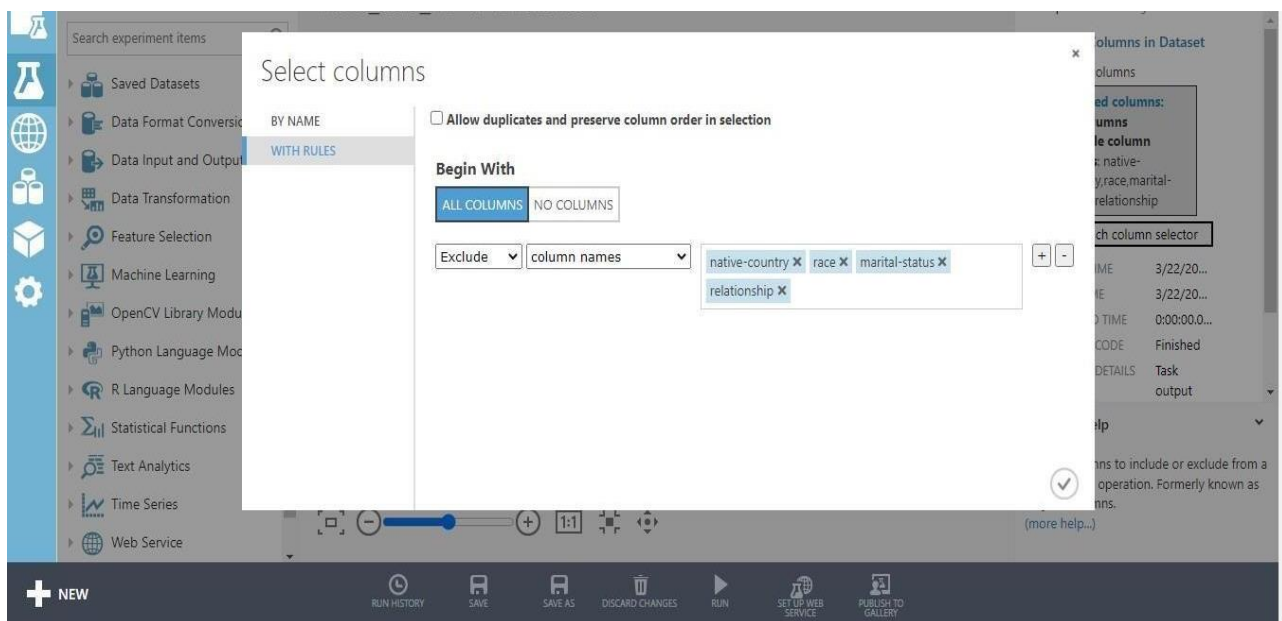 Search experiment items
Saved Datasets
Data Format Conversio
Data Input and Output
Data Transformation
Feature Selection
Machine Learning
OpenCV Library Modu
Python Language Mod
R Language Modules
Statistical Functions
Text Analytics
Time Series
Web Service
Select columns
×
BY NAME
WITH RULES
Allow duplicates and preserve column order in selection
Begin With
ALL COLUMNS NO COLUMNS
Exclude column names
native-country × race × marital-status ×
relationship ×
+ -
olumns in Dataset
olumns
ed columns:
umns
le column
s: native-
y,race,marital-
relationship
ch column selector
IME 3/22/20...
ME 3/22/20...
D TIME 0:00:00.0...
CODE Finished
DETAILS Task
output
elp
nns to include or exclude from a
operation. Formerly known as
nns.
(more help...)
1:1
NEW
RUN HISTORY
SAVE
SAVE AS
DISCARD CHANGES
RUN
SET UP WEB
SERVICE
PUBLISH TO
GALLERY